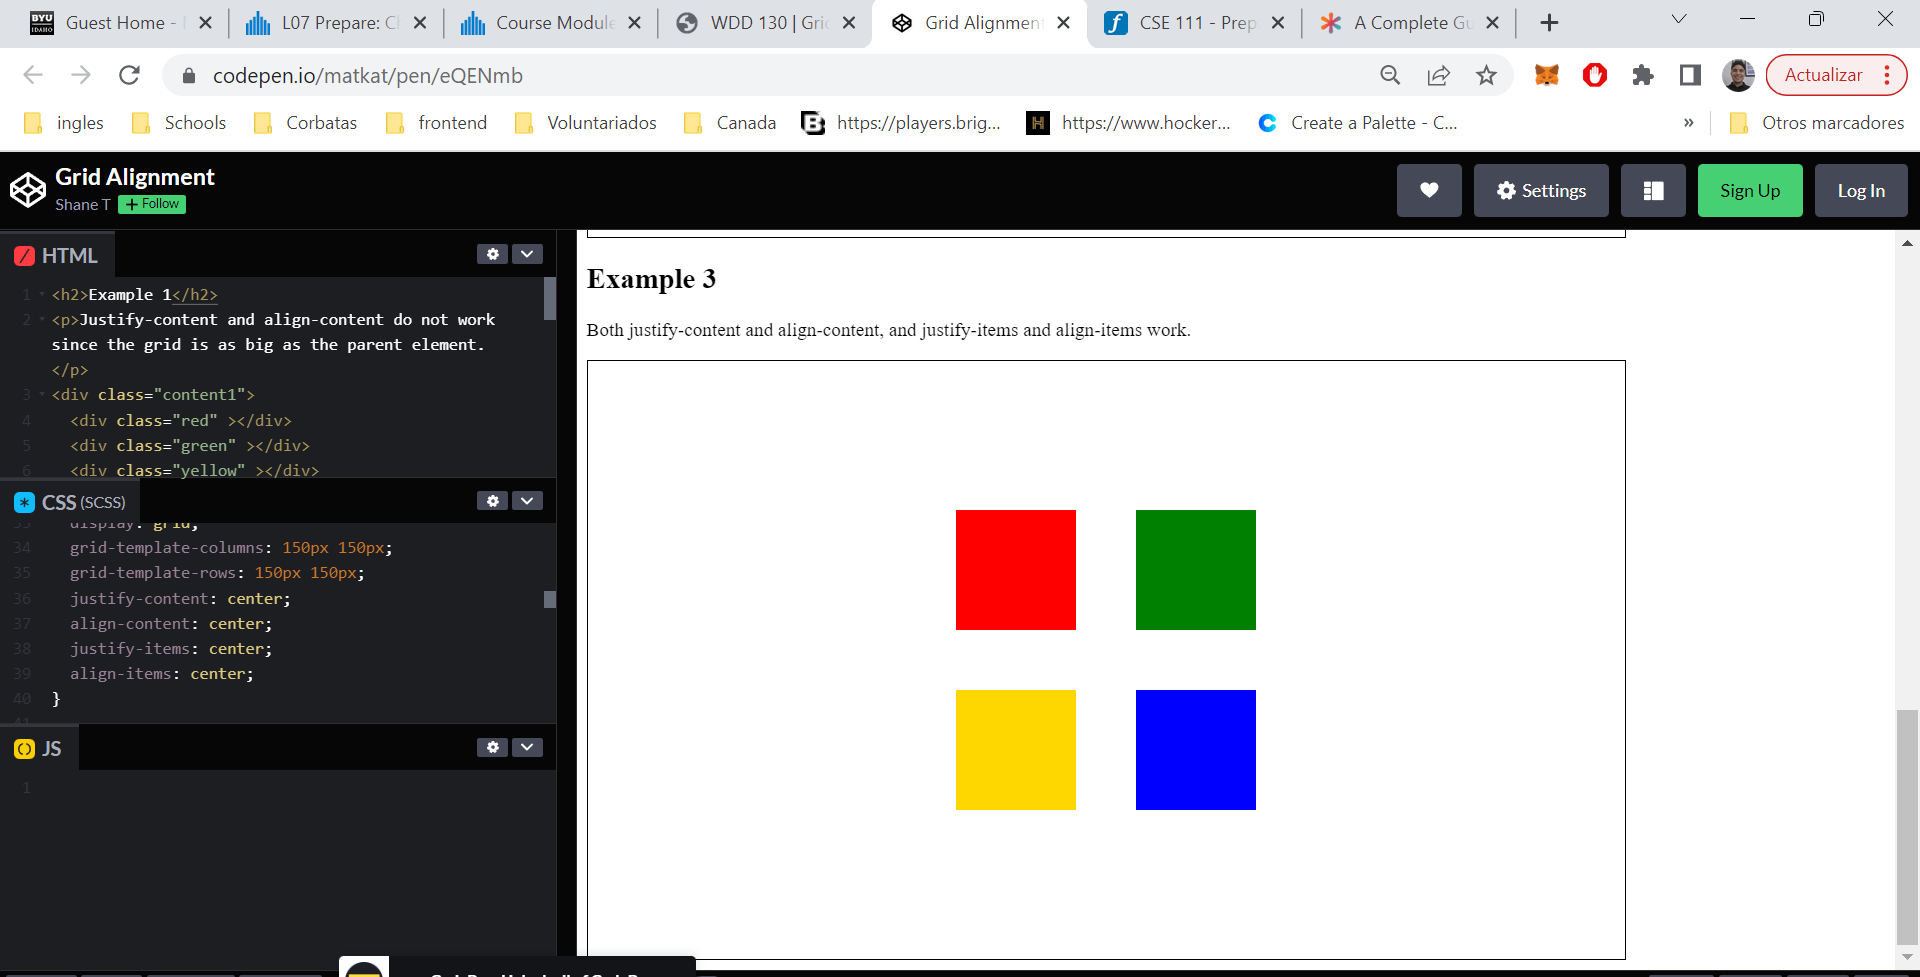 BYU IDAHO Guest Home - L07 Prepare: Course Module WDD 130 | Gri Grid Alignmen CSE 111 - Prep A Complete Gu
codepen.io/matkat/pen/eQENmb Actualizar
ingles Schools Corbatas frontend Voluntariados Canada https://players.brig... H https://www.hocker... Create a Palette - C... » Otros marcadores
Grid Alignment
Shane T + Follow
Settings Sign Up Log In
HTML
1 <h2>Example 1</h2>
2 <p>Justify-content and align-content do not work
since the grid is as big as the parent element.
</p>
3 <div class="content1">
4 <div class="red" ></div>
5 <div class="green" ></div>
6 <div class="yellow" ></div>
CSS (SCSS)
33 display: grid;
34 grid-template-columns: 150px 150px;
35 grid-template-rows: 150px 150px;
36 justify-content: center;
37 align-content: center;
38 justify-items: center;
39 align-items: center;
40 }
41
JS
1
Example 3
Both justify-content and align-content, and justify-items and align-items work.